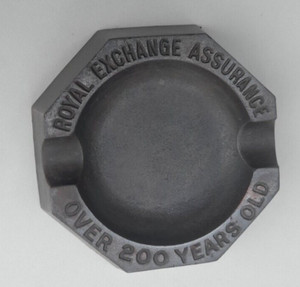 ROYAL EXCHANGE ASSURANCE
OVER 200 YEARS OLD